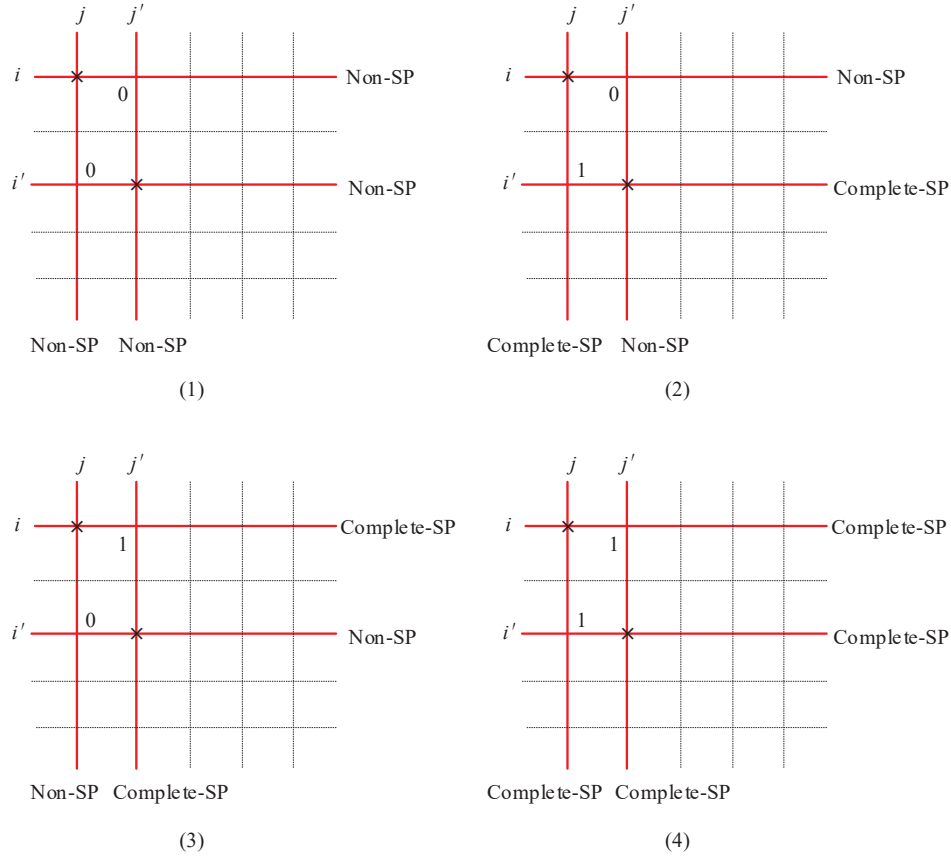 j j′ j j′
i Non-SP i Non-SP
0 0
0 1
i′ Non-SP i′ Complete-SP
Non-SP Non-SP Complete-SP Non-SP
(1) (2)
j j′ j j′
i Complete-SP i Complete-SP
1 1
0 1
i′ Non-SP i′ Complete-SP
Non-SP Complete-SP Complete-SP Complete-SP
(3) (4)